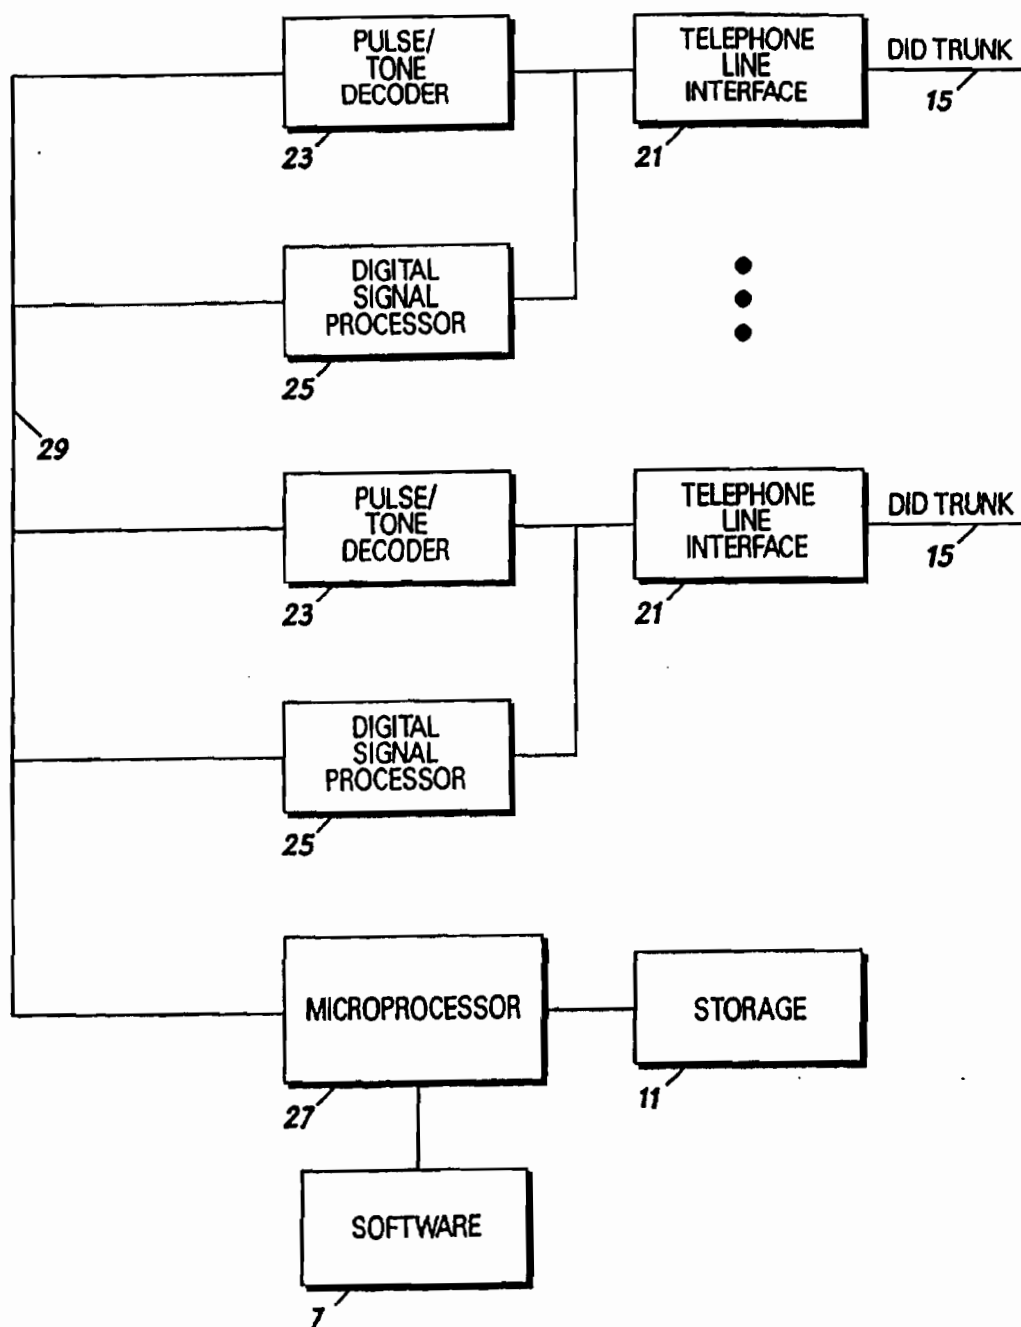 PULSE/
TONE
DECODER
23
TELEPHONE
LINE
INTERFACE
21
DID TRUNK
15
DIGITAL
SIGNAL
PROCESSOR
25
29
PULSE/
TONE
DECODER
23
TELEPHONE
LINE
INTERFACE
21
DID TRUNK
15
DIGITAL
SIGNAL
PROCESSOR
25
MICROPROCESSOR
27
STORAGE
11
SOFTWARE
7